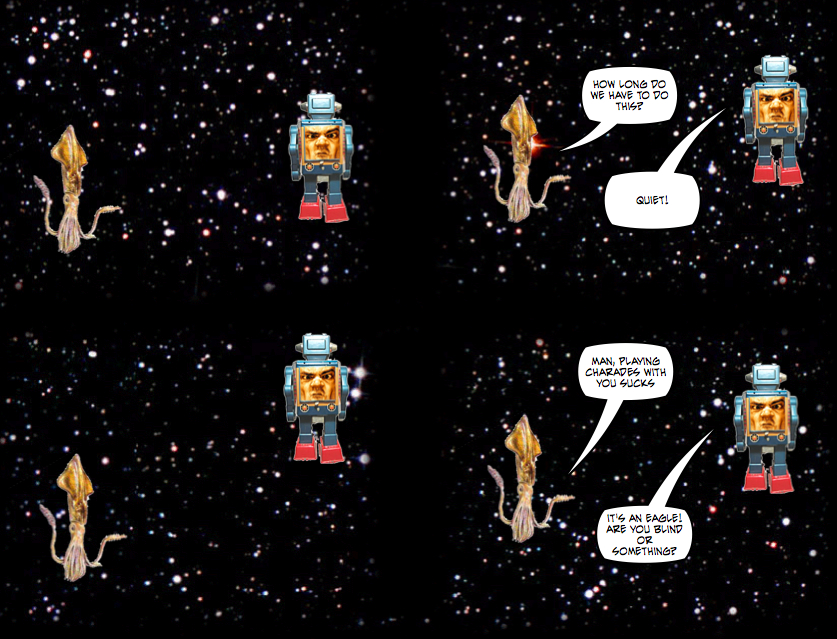 HOW LONG DO
WE HAVE TO DO
THIS?
QUIET!
MAN, PLAYING
CHARADES WITH
YOU SUCKS
IT'S AN EAGLE!
ARE YOU BLIND
OR
SOMETHING?